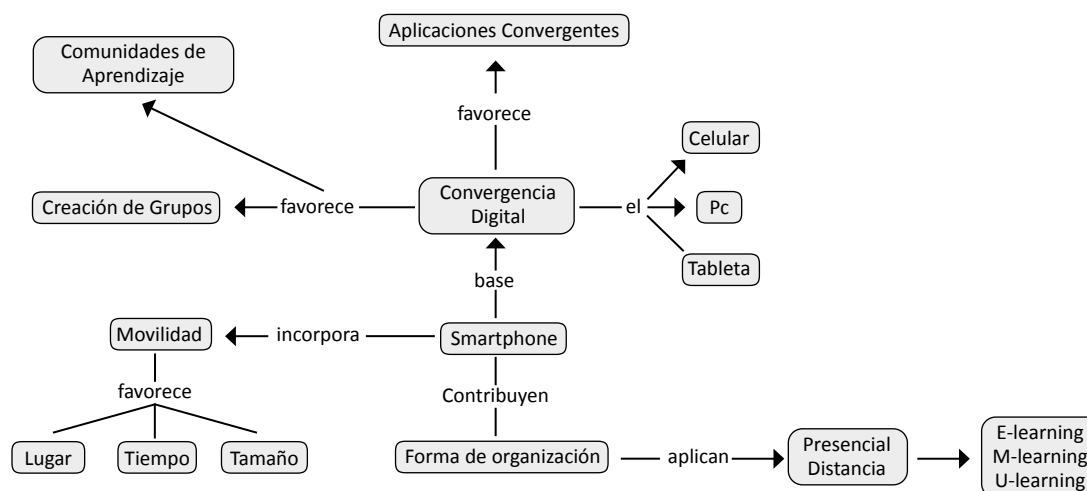 Aplicaciones Convergentes
Comunidades de
Aprendizaje
favorece
Celular
Creación de Grupos
favorece
Convergencia
Digital
el
Pc
Tableta
base
Movilidad
incorpora
Smartphone
favorece
Contribuyen
Lugar
Tiempo
Tamaño
Forma de organización
aplican
Presencial
Distancia
E-learning
M-learning
U-learning